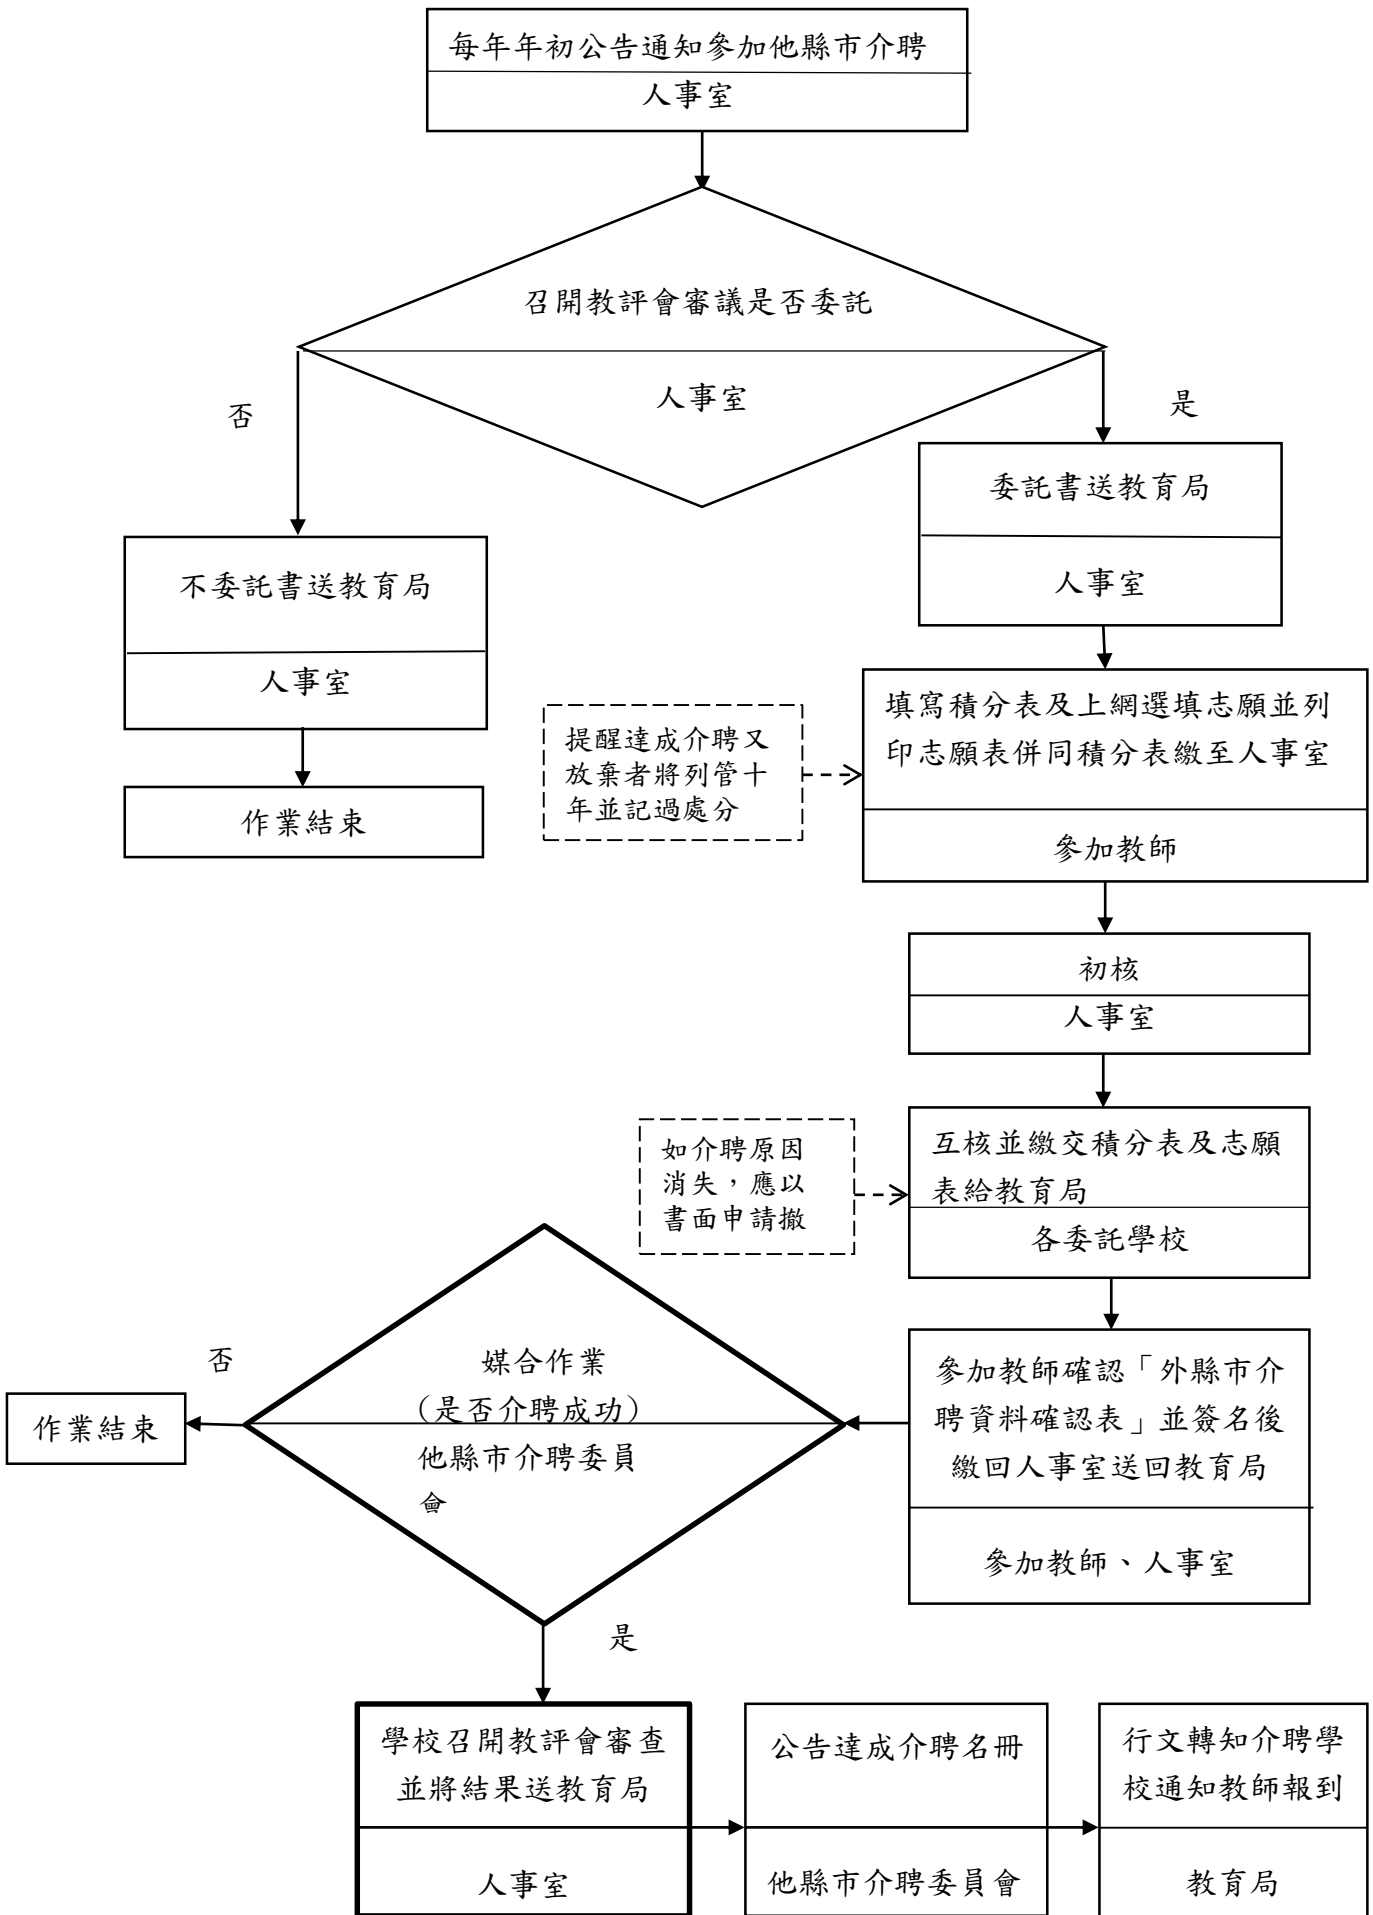 每年年初公告通知參加他縣市介聘
人事室
召開教評會審議是否委託
人事室
否
是
委託書送教育局
人事室
不委託書送教育局
人事室
作業結束
提醒達成介聘又
放棄者將列管十
年並記過處分
填寫積分表及上網選填志願並列
印志願表併同積分表繳至人事室
參加教師
初核
人事室
如介聘原因
消失，應以
書面申請撤
互核並繳交積分表及志願
表給教育局
各委託學校
參加教師確認「外縣市介
聘資料確認表」並簽名後
繳回人事室送回教育局
參加教師、人事室
媒合作業
(是否介聘成功)
他縣市介聘委員
會
否
作業結束
是
學校召開教評會審查
並將結果送教育局
人事室
公告達成介聘名冊
他縣市介聘委員會
行文轉知介聘學
校通知教師報到
教育局